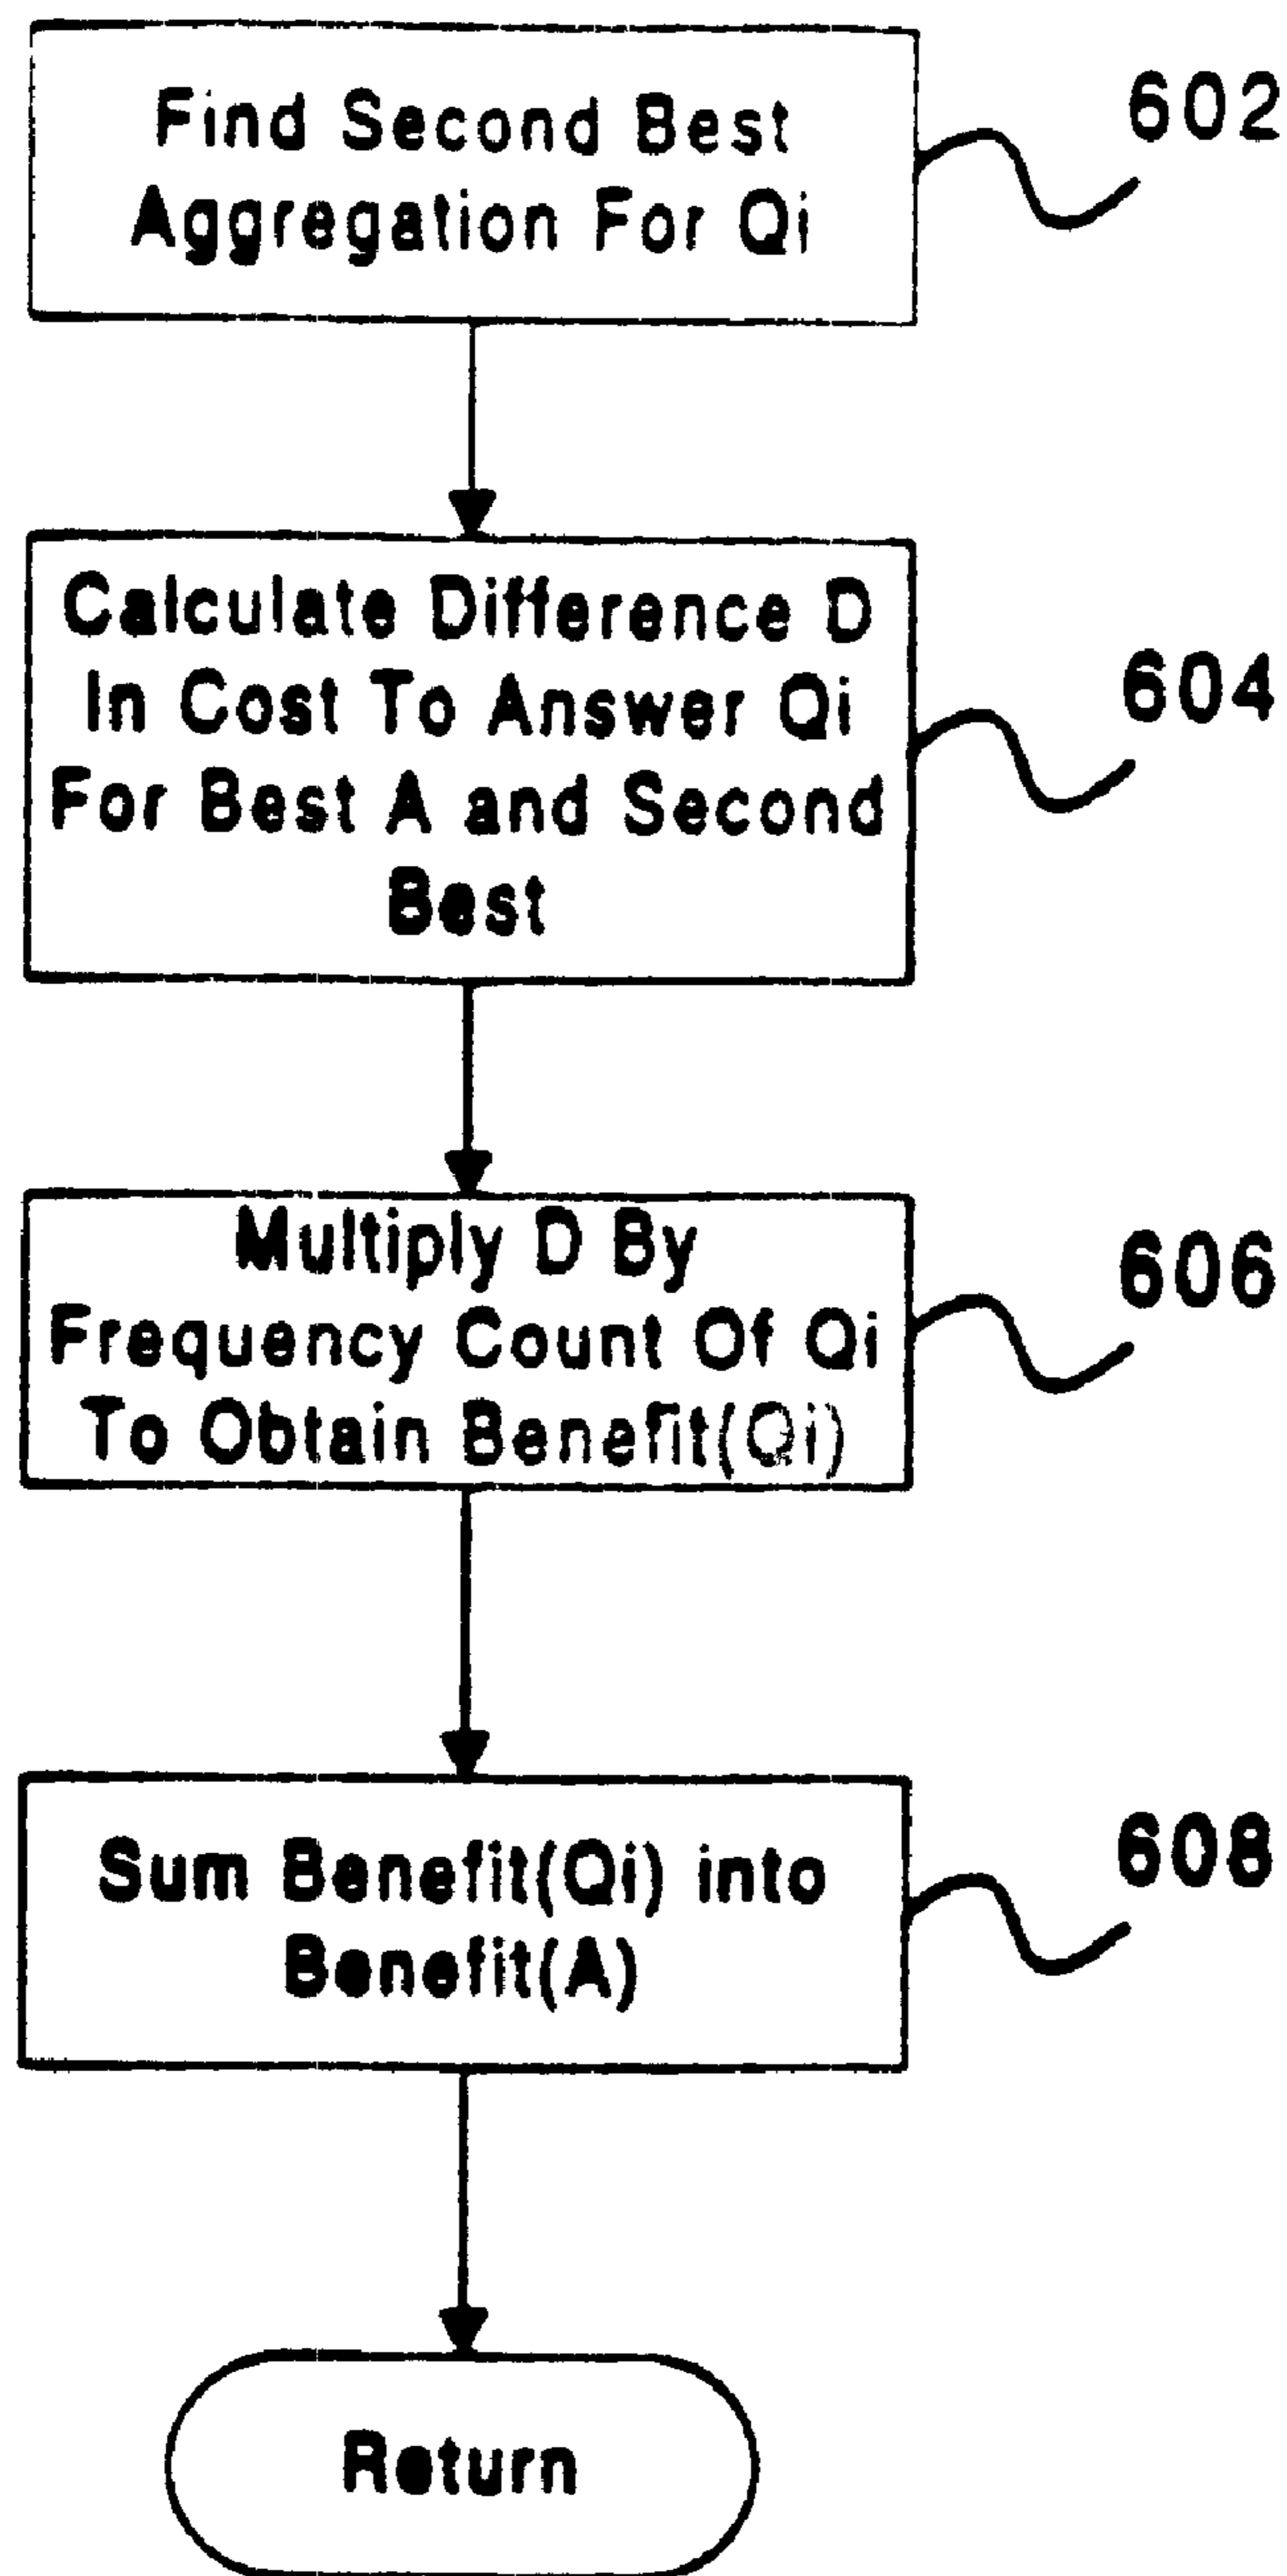 Find Second Best
Aggregation For Qi
602
Calculate Difference D
In Cost To Answer Qi
For Best A and Second
Best
604
Multiply D By
Frequency Count Of Qi
To Obtain Benefit(Qi)
606
Sum Benefit(Qi) into
Benefit(A)
608
Return